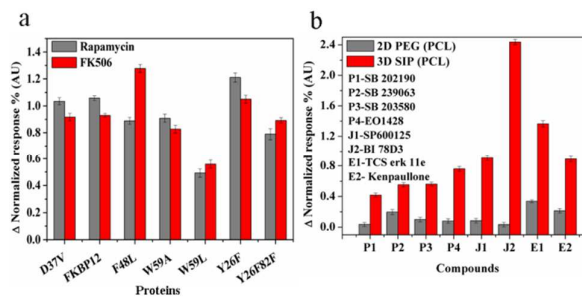 a
Δ Normalized response % (AU)
1.4
1.2
1.0
0.8
0.6
0.4
0.2
0.0
Rapamycin
FK506
D37V
FKBP12
F48L
W59A
W59L
Y26F
Y26F82F
Proteins
b
Δ Normalized response % (AU)
2.4
2.0
1.6
1.2
0.8
0.4
0.0
2D PEG (PCL)
3D SIP (PCL)
P1-SB 202190
P2-SB 239063
P3-SB 203580
P4-EO1428
J1-SP600125
J2-BI 78D3
E1-TCS erk 11e
E2- Kenpaullone
P1
P2
P3
P4
J1
J2
E1
E2
Compounds